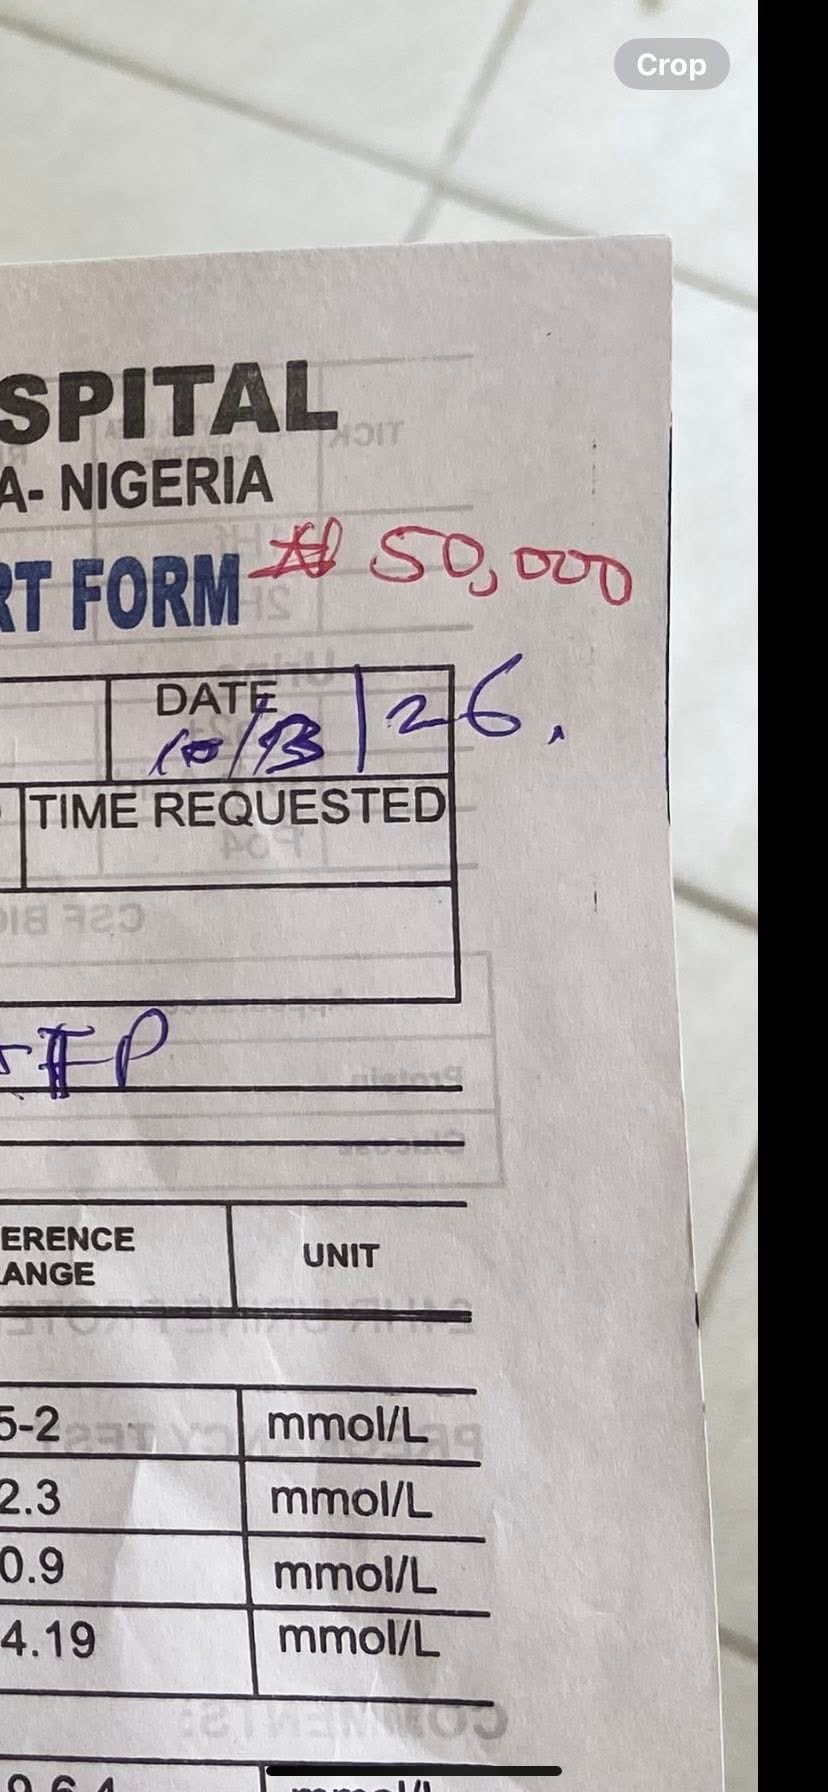 Crop
SPITAL
A- NIGERIA
RT FORM ₦ 50,000
DATE
10/3/26.
TIME REQUESTED
FP
ERENCE
ANGE
UNIT
5-2 mmol/L
2.3 mmol/L
0.9 mmol/L
4.19 mmol/L